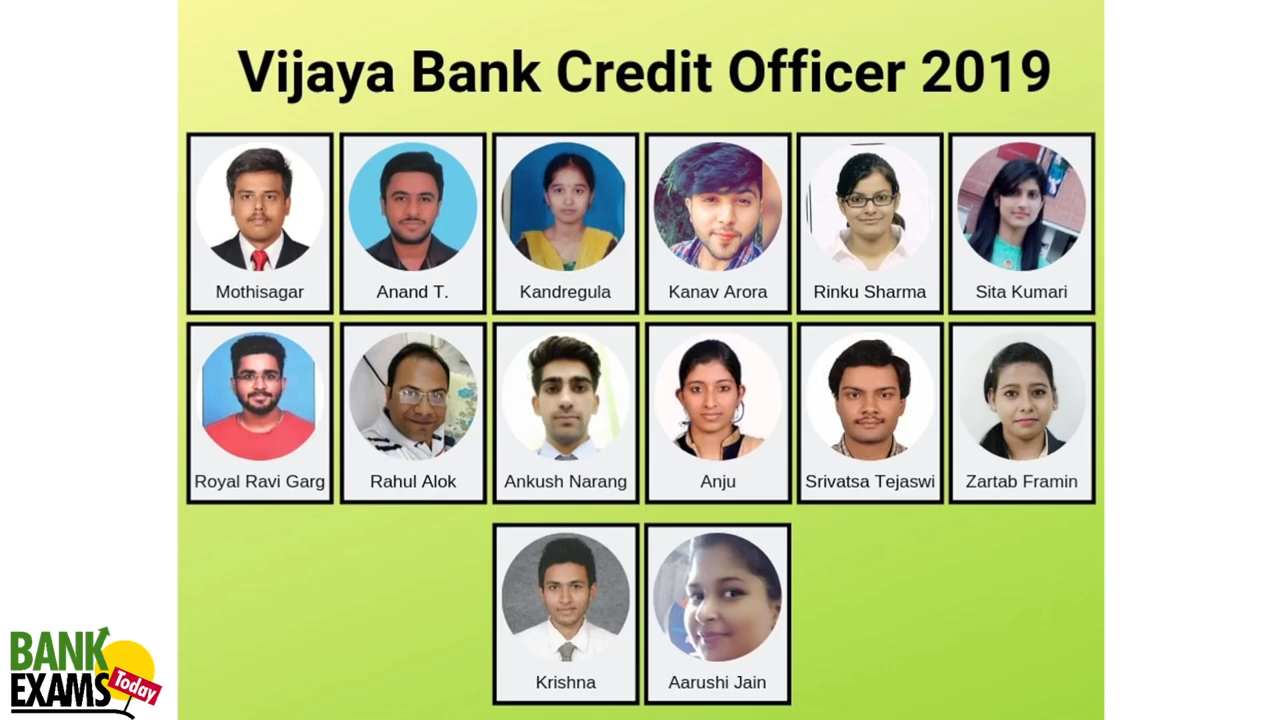 Vijaya Bank Credit Officer 2019
Mothisagar
Anand T.
Kandregula
Kanav Arora
Rinku Sharma
Sita Kumari
Royal Ravi Garg
Rahul Alok
Ankush Narang
Anju
Srivatsa Tejaswi
Zartab Framin
Krishna
Aarushi Jain
BANK
EXAMS
Today